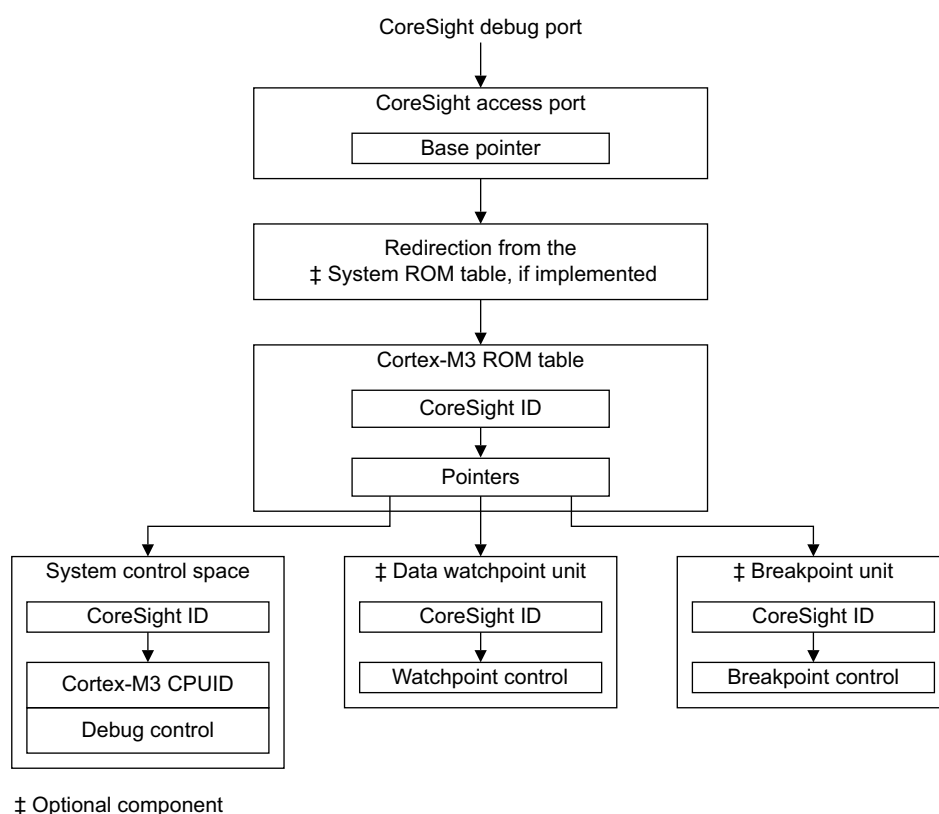 CoreSight debug port
CoreSight access port
Base pointer
Redirection from the
‡ System ROM table, if implemented
Cortex-M3 ROM table
CoreSight ID
Pointers
System control space
CoreSight ID
Cortex-M3 CPUID
Debug control
‡ Data watchpoint unit
CoreSight ID
Watchpoint control
‡ Breakpoint unit
CoreSight ID
Breakpoint control
‡ Optional component